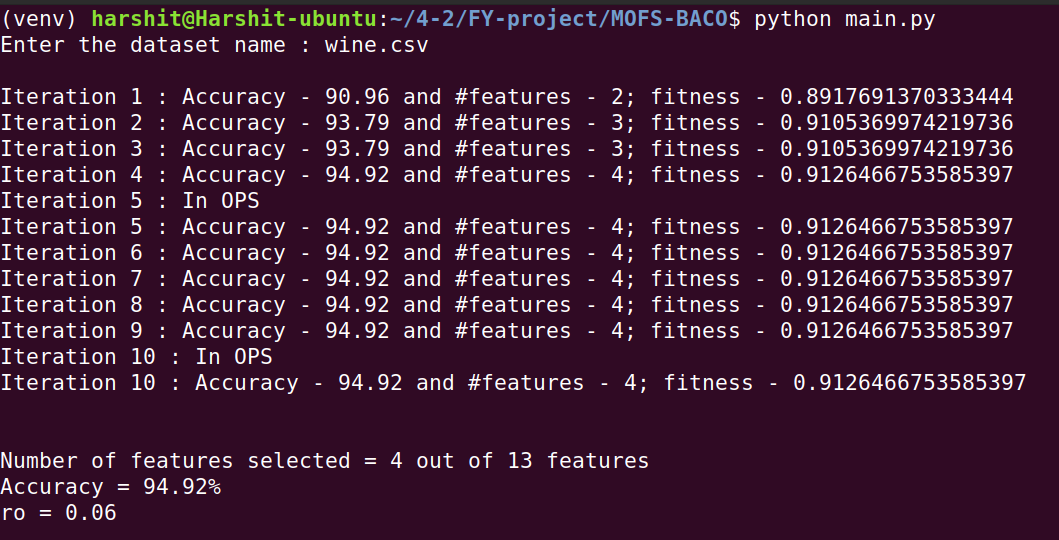 (venv) harshit@Harshit-ubuntu:~/4-2/FY-project/MOFS-BACO$ python main.py
Enter the dataset name : wine.csv
Iteration 1 : Accuracy - 90.96 and #features - 2; fitness - 0.8917691370333444
Iteration 2 : Accuracy - 93.79 and #features - 3; fitness - 0.9105369974219736
Iteration 3 : Accuracy - 93.79 and #features - 3; fitness - 0.9105369974219736
Iteration 4 : Accuracy - 94.92 and #features - 4; fitness - 0.9126466753585397
Iteration 5 : In OPS
Iteration 5 : Accuracy - 94.92 and #features - 4; fitness - 0.9126466753585397
Iteration 6 : Accuracy - 94.92 and #features - 4; fitness - 0.9126466753585397
Iteration 7 : Accuracy - 94.92 and #features - 4; fitness - 0.9126466753585397
Iteration 8 : Accuracy - 94.92 and #features - 4; fitness - 0.9126466753585397
Iteration 9 : Accuracy - 94.92 and #features - 4; fitness - 0.9126466753585397
Iteration 10 : In OPS
Iteration 10 : Accuracy - 94.92 and #features - 4; fitness - 0.9126466753585397
Number of features selected = 4 out of 13 features
Accuracy = 94.92%
ro = 0.06